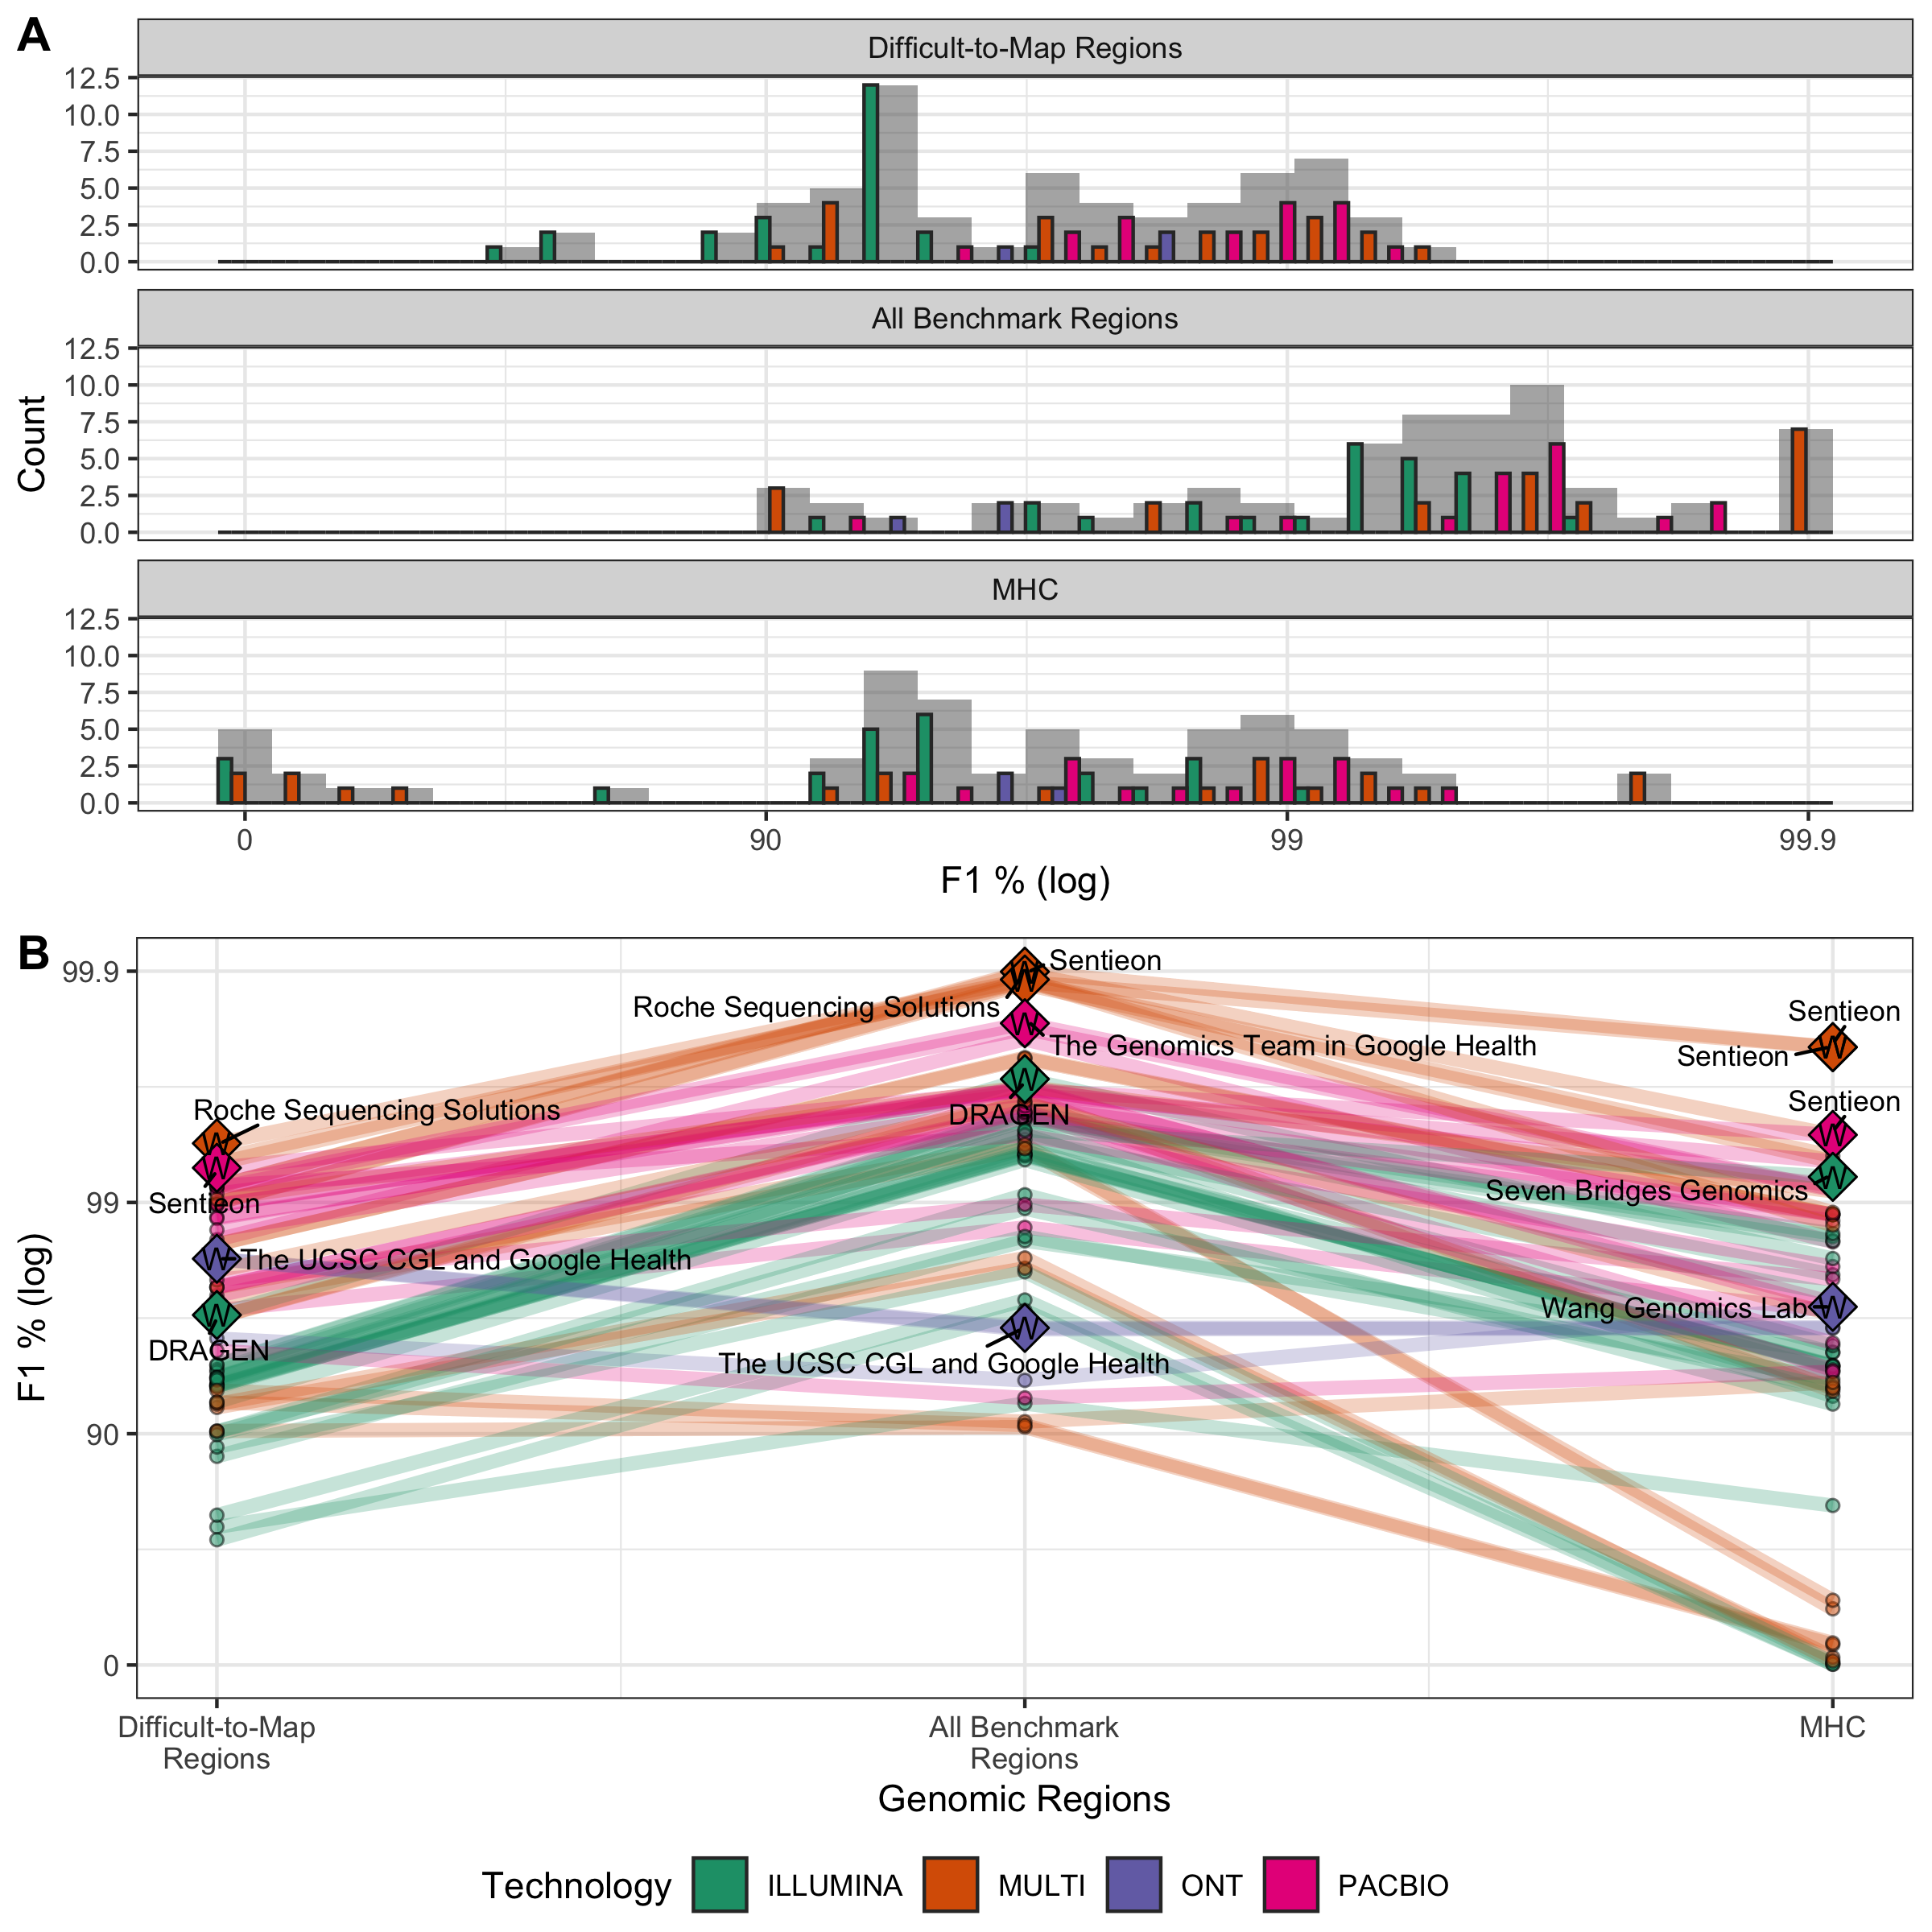 A
Difficult-to-Map Regions
12.5
10.0
7.5
5.0
2.5
0.0
All Benchmark Regions
12.5
10.0
7.5
5.0
2.5
0.0
Count
MHC
12.5
10.0
7.5
5.0
2.5
0.0
0 90 99 99.9
F1 % (log)
B
99.9
99
90
0
F1 % (log)
Sentieon
Roche Sequencing Solutions
Sentieon
The Genomics Team in Google Health
Sentieon
Roche Sequencing Solutions
DRAGEN
Sentieon
Sentieon
Seven Bridges Genomics
The UCSC CGL and Google Health
Wang Genomics Lab
DRAGEN
The UCSC CGL and Google Health
W
W
W
W
W
W
W
W
W
W
W
W
W
Difficult-to-Map
Regions
All Benchmark
Regions
MHC
Genomic Regions
Technology ILLUMINA MULTI ONT PACBIO